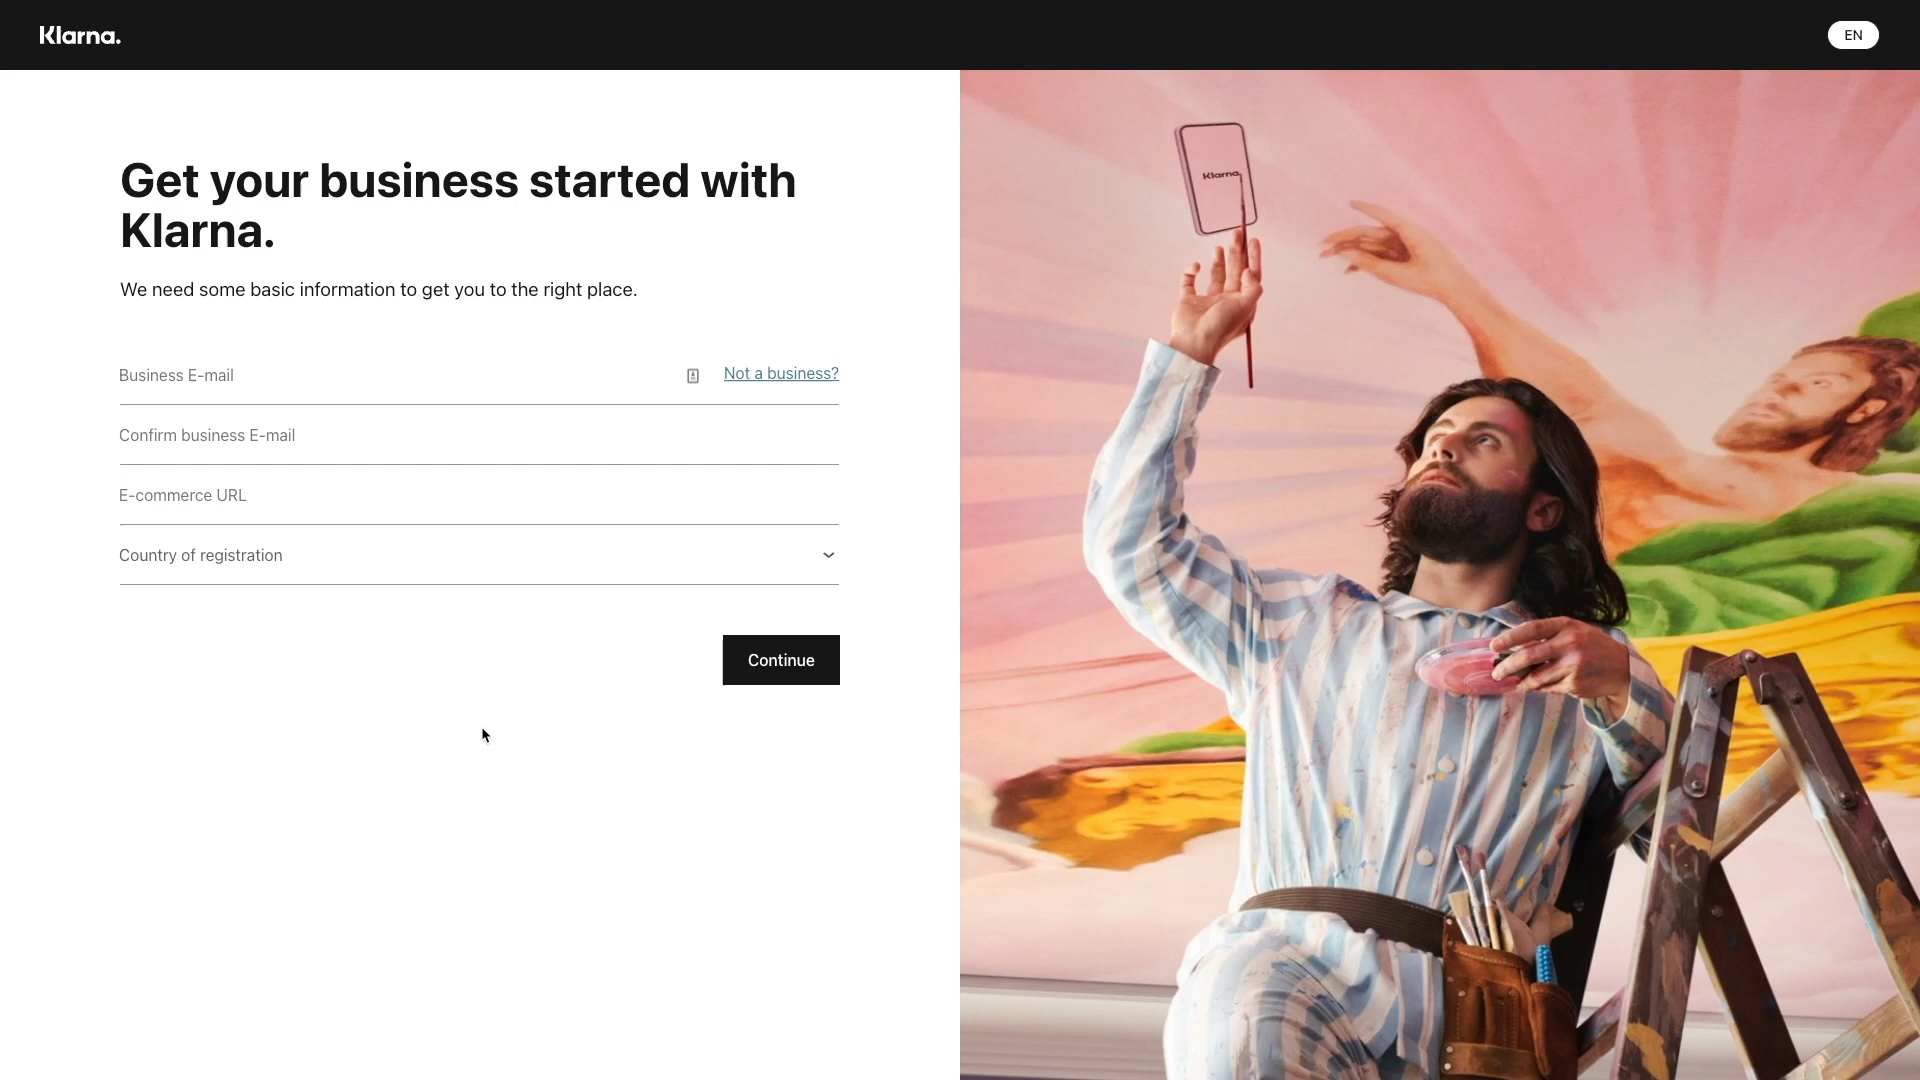 Klarna.
EN
Get your business started with
Klarna.
We need some basic information to get you to the right place.
Business E-mail
Not a business?
Confirm business E-mail
E-commerce URL
Country of registration
Continue
Klarna.